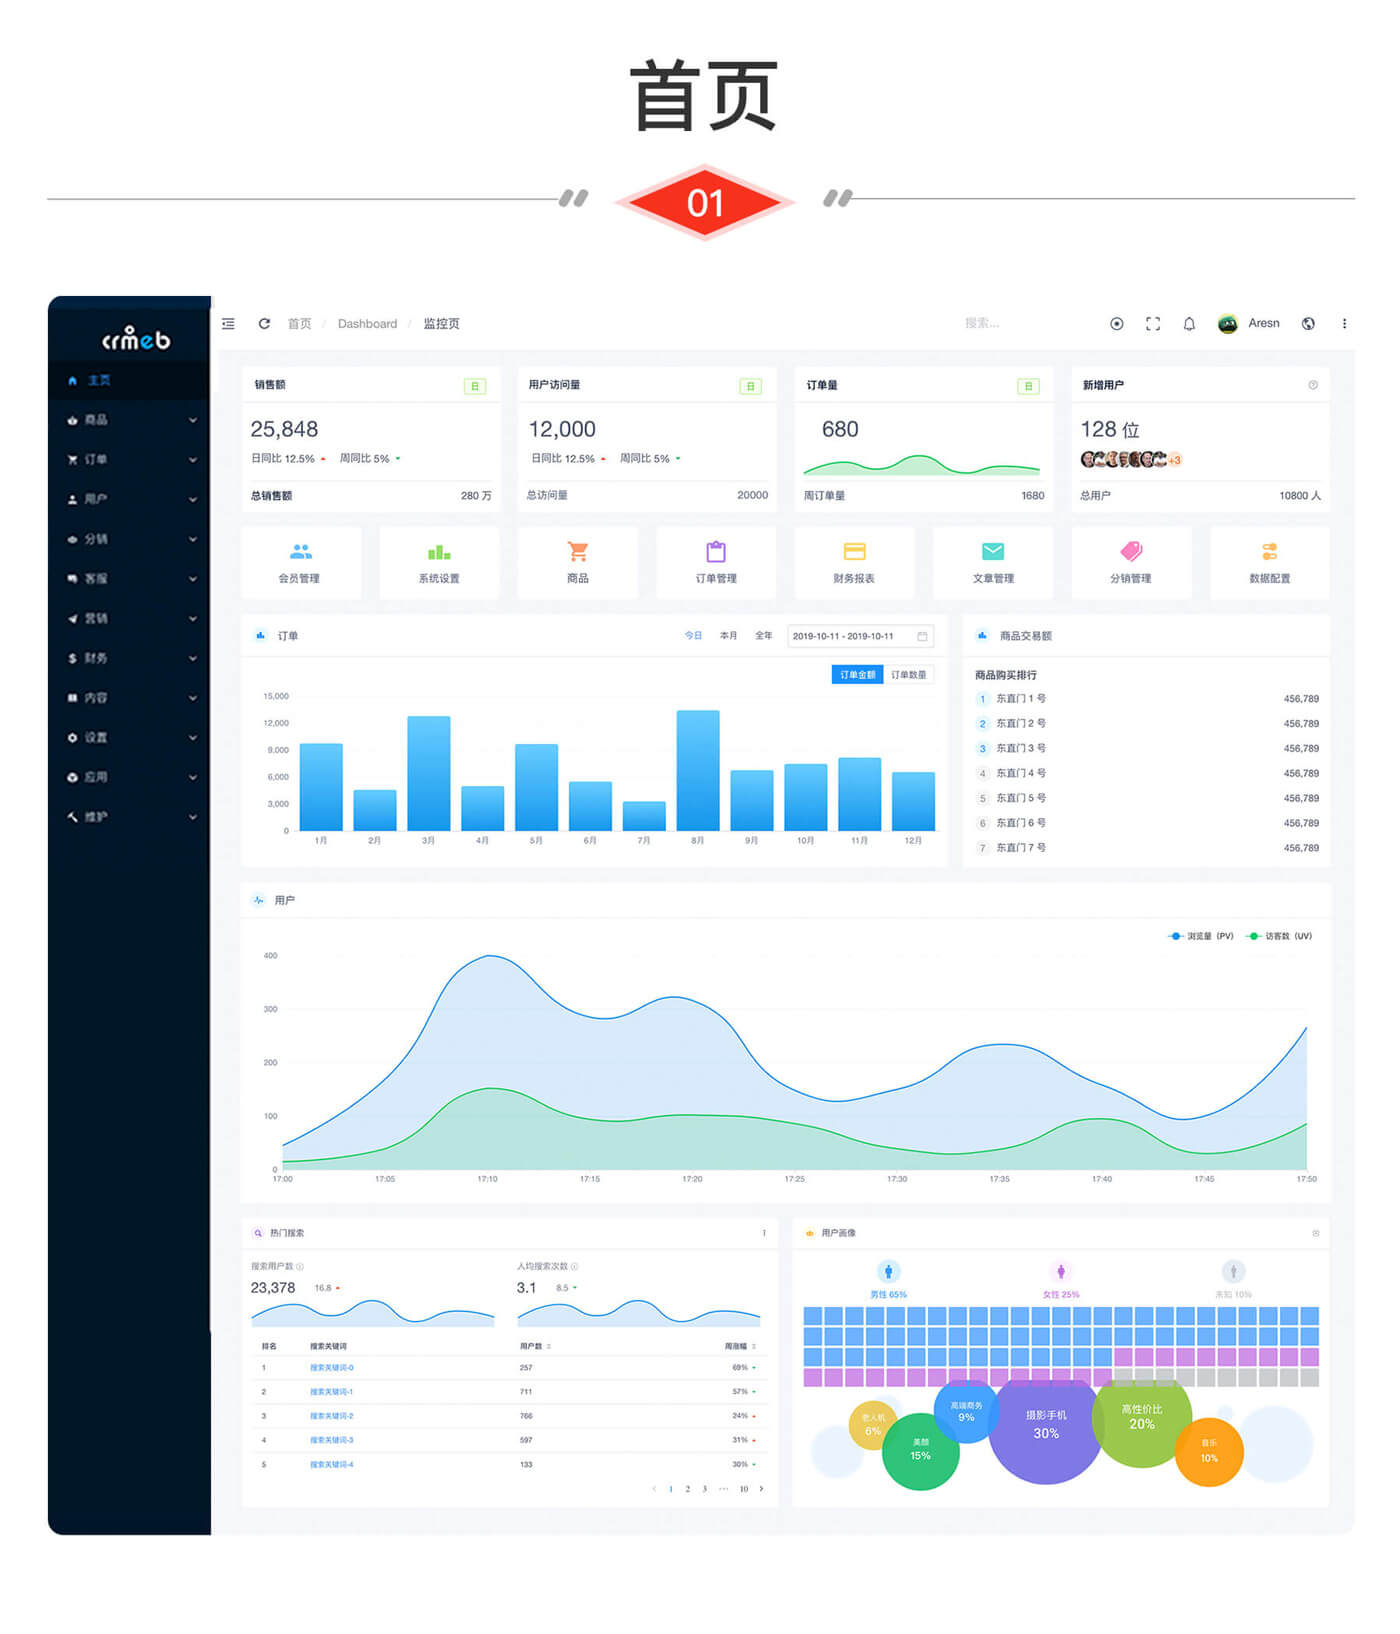 首页
01
crmeb
主页
商品
订单
用户
分销
客服
营销
财务
内容
设置
应用
维护
首页 / Dashboard / 监控页
搜索...
Aresn
销售额 日
25,848
日同比 12.5% 周同比 5%
总销售额 280 万
用户访问量 日
12,000
日同比 12.5% 周同比 5%
总访问量 20000
订单量 日
680
周订单量 1680
新增用户
128 位
+3
总用户 10800 人
会员管理
系统设置
商品
订单管理
财务报表
文章管理
分销管理
数据配置
订单
今日 本月 全年 2019-10-11 - 2019-10-11
订单金额 订单数量
15,000
12,000
9,000
6,000
3,000
0
1月 2月 3月 4月 5月 6月 7月 8月 9月 10月 11月 12月
商品交易额
商品购买排行
1 东直门 1 号 456,789
2 东直门 2 号 456,789
3 东直门 3 号 456,789
4 东直门 4 号 456,789
5 东直门 5 号 456,789
6 东直门 6 号 456,789
7 东直门 7 号 456,789
用户
浏览量（PV） 访客数（UV）
400
300
200
100
0
17:00 17:05 17:10 17:15 17:20 17:25 17:30 17:35 17:40 17:45 17:50
热门搜索
搜索用户数
23,378 16.8
人均搜索次数
3.1 8.5
排名 搜索关键词 用户数 周涨幅
1 搜索关键词-0 257 69%
2 搜索关键词-1 711 57%
3 搜索关键词-2 766 24%
4 搜索关键词-3 597 31%
5 搜索关键词-4 133 30%
< 1 2 3 ··· 10 >
用户画像
男性 65%
女性 25%
未知 10%
老人机
6%
美颜
15%
高端商务
9%
摄影手机
30%
高性价比
20%
音乐
10%